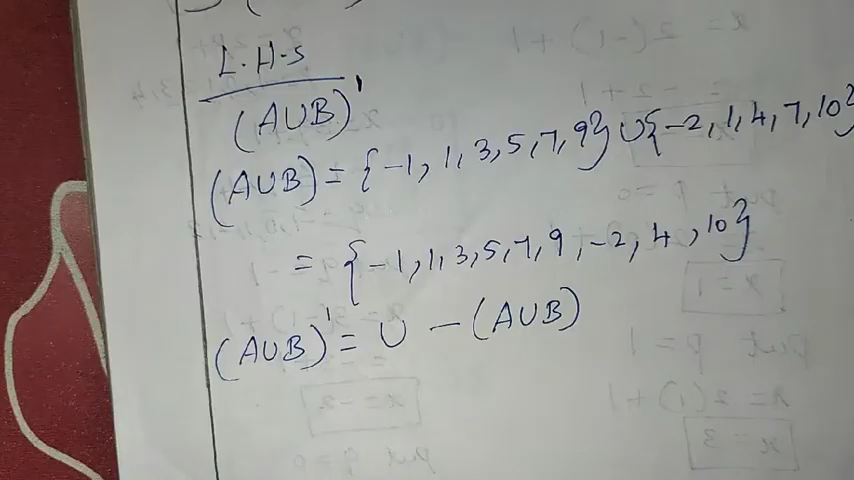 L.H.S
(AUB)'
(AUB) = {-1, 1, 3, 5, 7, 9} U {-2, 1, 4, 7, 10}
= {-1, 1, 3, 5, 7, 9, -2, 4, 10}
(AUB)' = U - (AUB)